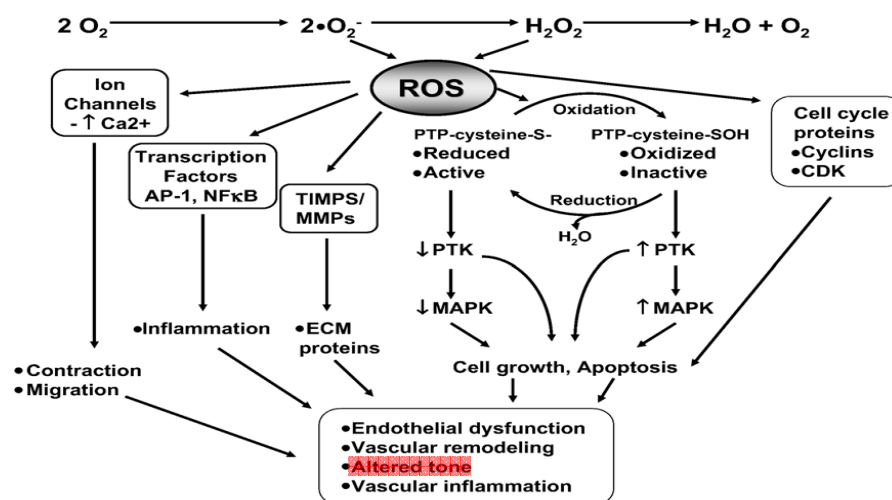 2 O₂ 2•O₂⁻ H₂O₂ H₂O + O₂
ROS
Ion
Channels
- ↑ Ca2+
Oxidation
Cell cycle
proteins
•Cyclins
•CDK
PTP-cysteine-S-
•Reduced
•Active
PTP-cysteine-SOH
•Oxidized
•Inactive
Transcription
Factors
AP-1, NFκB
TIMPS/
MMPs
Reduction
H₂O
↓PTK
↑PTK
↓MAPK
↑MAPK
•Inflammation
•ECM
proteins
•Contraction
•Migration
Cell growth, Apoptosis
•Endothelial dysfunction
•Vascular remodeling
•Altered tone
•Vascular inflammation